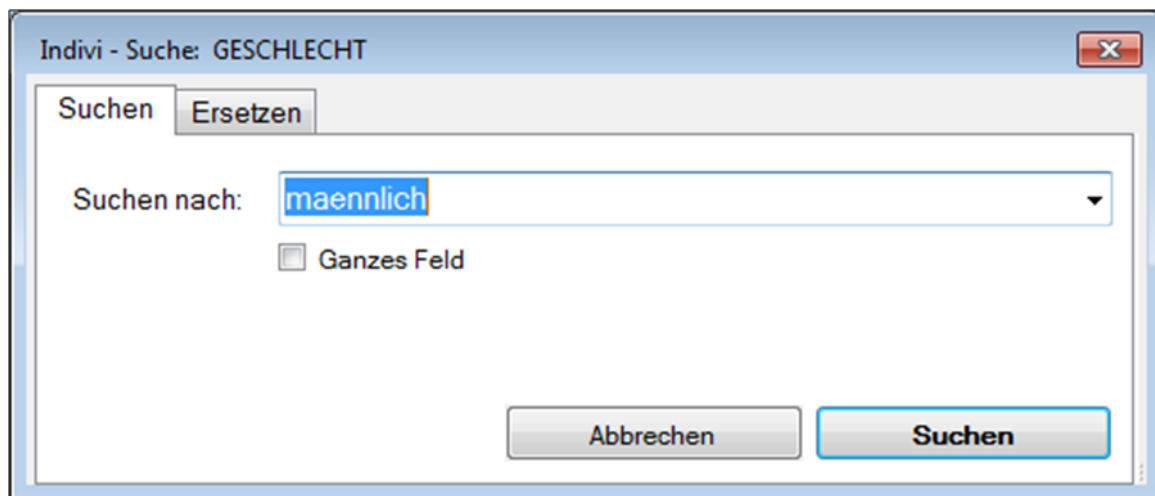 Indivi - Suche: GESCHLECHT
Suchen Ersetzen
Suchen nach: maennlich
Ganzes Feld
Abbrechen Suchen